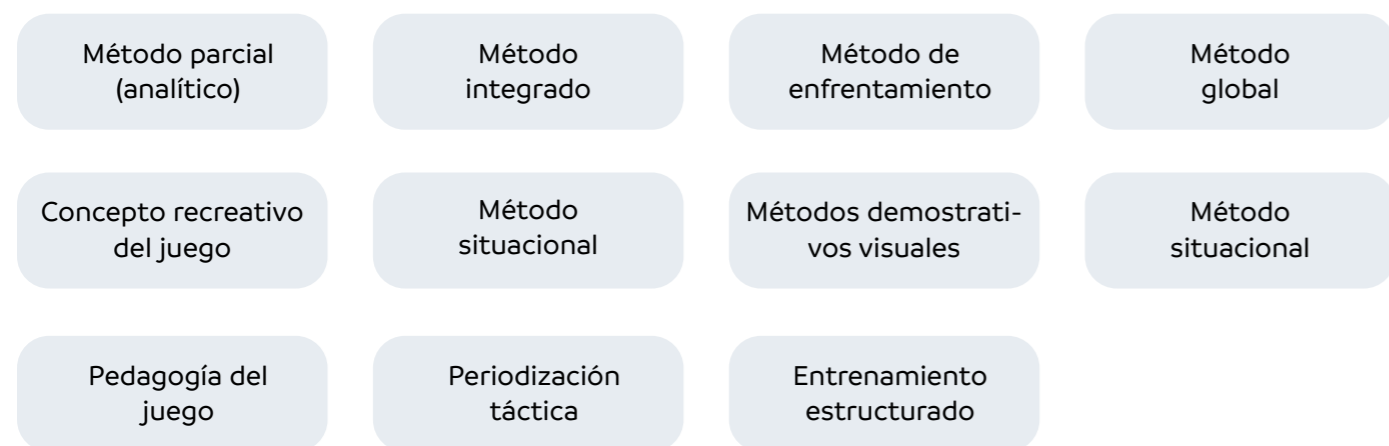 Método parcial
(analítico)
Método
integrado
Método de
enfrentamiento
Método
global
Concepto recreativo
del juego
Método
situacional
Métodos demostrati-
vos visuales
Método
situacional
Pedagogía del
juego
Periodización
táctica
Entrenamiento
estructurado